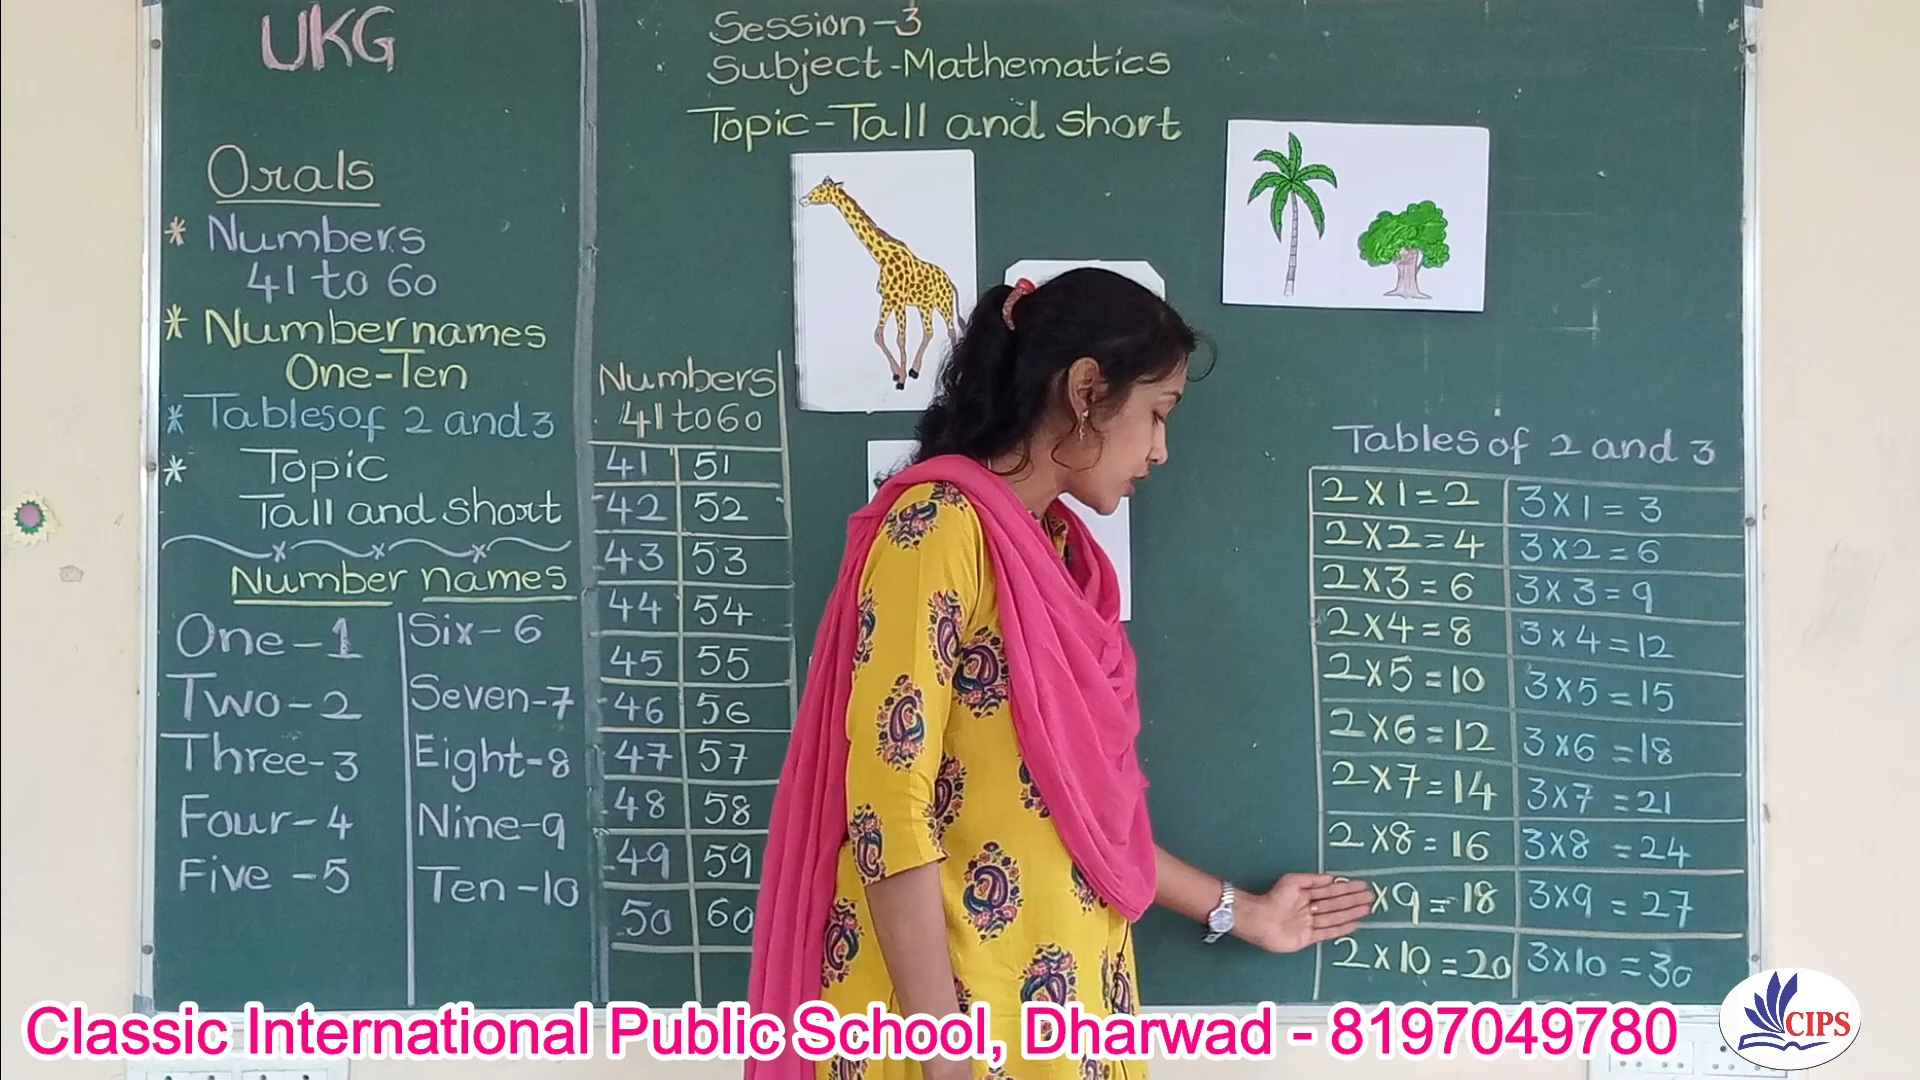 UKG
Orals
* Numbers
41 to 60
* Number names
One-Ten
* Tables of 2 and 3
* Topic
Tall and short
Number names
One-1
Two-2
Three-3
Four-4
Five-5
Six-6
Seven-7
Eight-8
Nine-9
Ten-10
Session-3
Subject-Mathematics
Topic-Tall and short
Numbers
41 to 60
41 51
42 52
43 53
44 54
45 55
46 56
47 57
48 58
49 59
50 60
Tables of 2 and 3
2x1=2 3x1=3
2x2=4 3x2=6
2x3=6 3x3=9
2x4=8 3x4=12
2x5=10 3x5=15
2x6=12 3x6=18
2x7=14 3x7=21
2x8=16 3x8=24
x9=18 3x9=27
2x10=20 3x10=30
Classic International Public School, Dharwad - 8197049780
CIPS